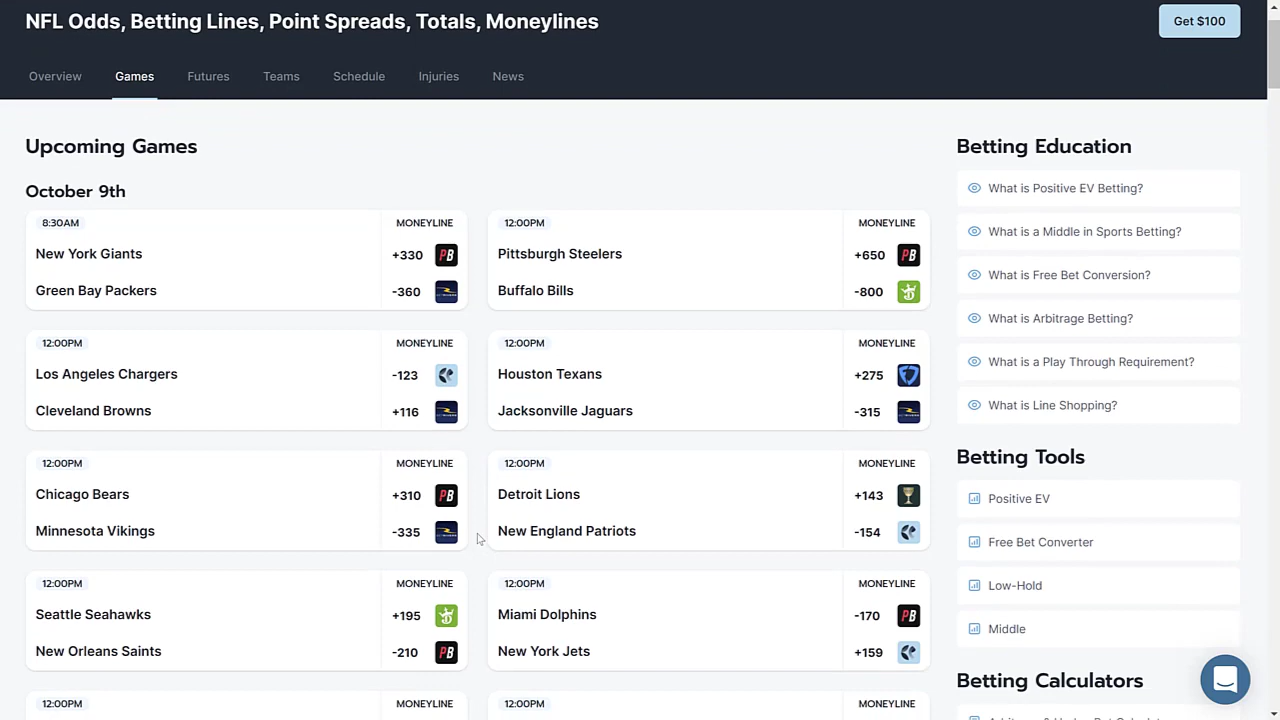 NFL Odds, Betting Lines, Point Spreads, Totals, Moneylines
Get $100
Overview Games Futures Teams Schedule Injuries News
Upcoming Games
October 9th
8:30AM MONEYLINE
New York Giants +330 PB
Green Bay Packers -360
12:00PM MONEYLINE
Pittsburgh Steelers +650 PB
Buffalo Bills -800
12:00PM MONEYLINE
Los Angeles Chargers -123
Cleveland Browns +116
12:00PM MONEYLINE
Houston Texans +275
Jacksonville Jaguars -315
12:00PM MONEYLINE
Chicago Bears +310 PB
Minnesota Vikings -335
12:00PM MONEYLINE
Detroit Lions +143
New England Patriots -154
12:00PM MONEYLINE
Seattle Seahawks +195
New Orleans Saints -210 PB
12:00PM MONEYLINE
Miami Dolphins -170 PB
New York Jets +159
12:00PM MONEYLINE
12:00PM MONEYLINE
Betting Education
What is Positive EV Betting?
What is a Middle in Sports Betting?
What is Free Bet Conversion?
What is Arbitrage Betting?
What is a Play Through Requirement?
What is Line Shopping?
Betting Tools
Positive EV
Free Bet Converter
Low-Hold
Middle
Betting Calculators